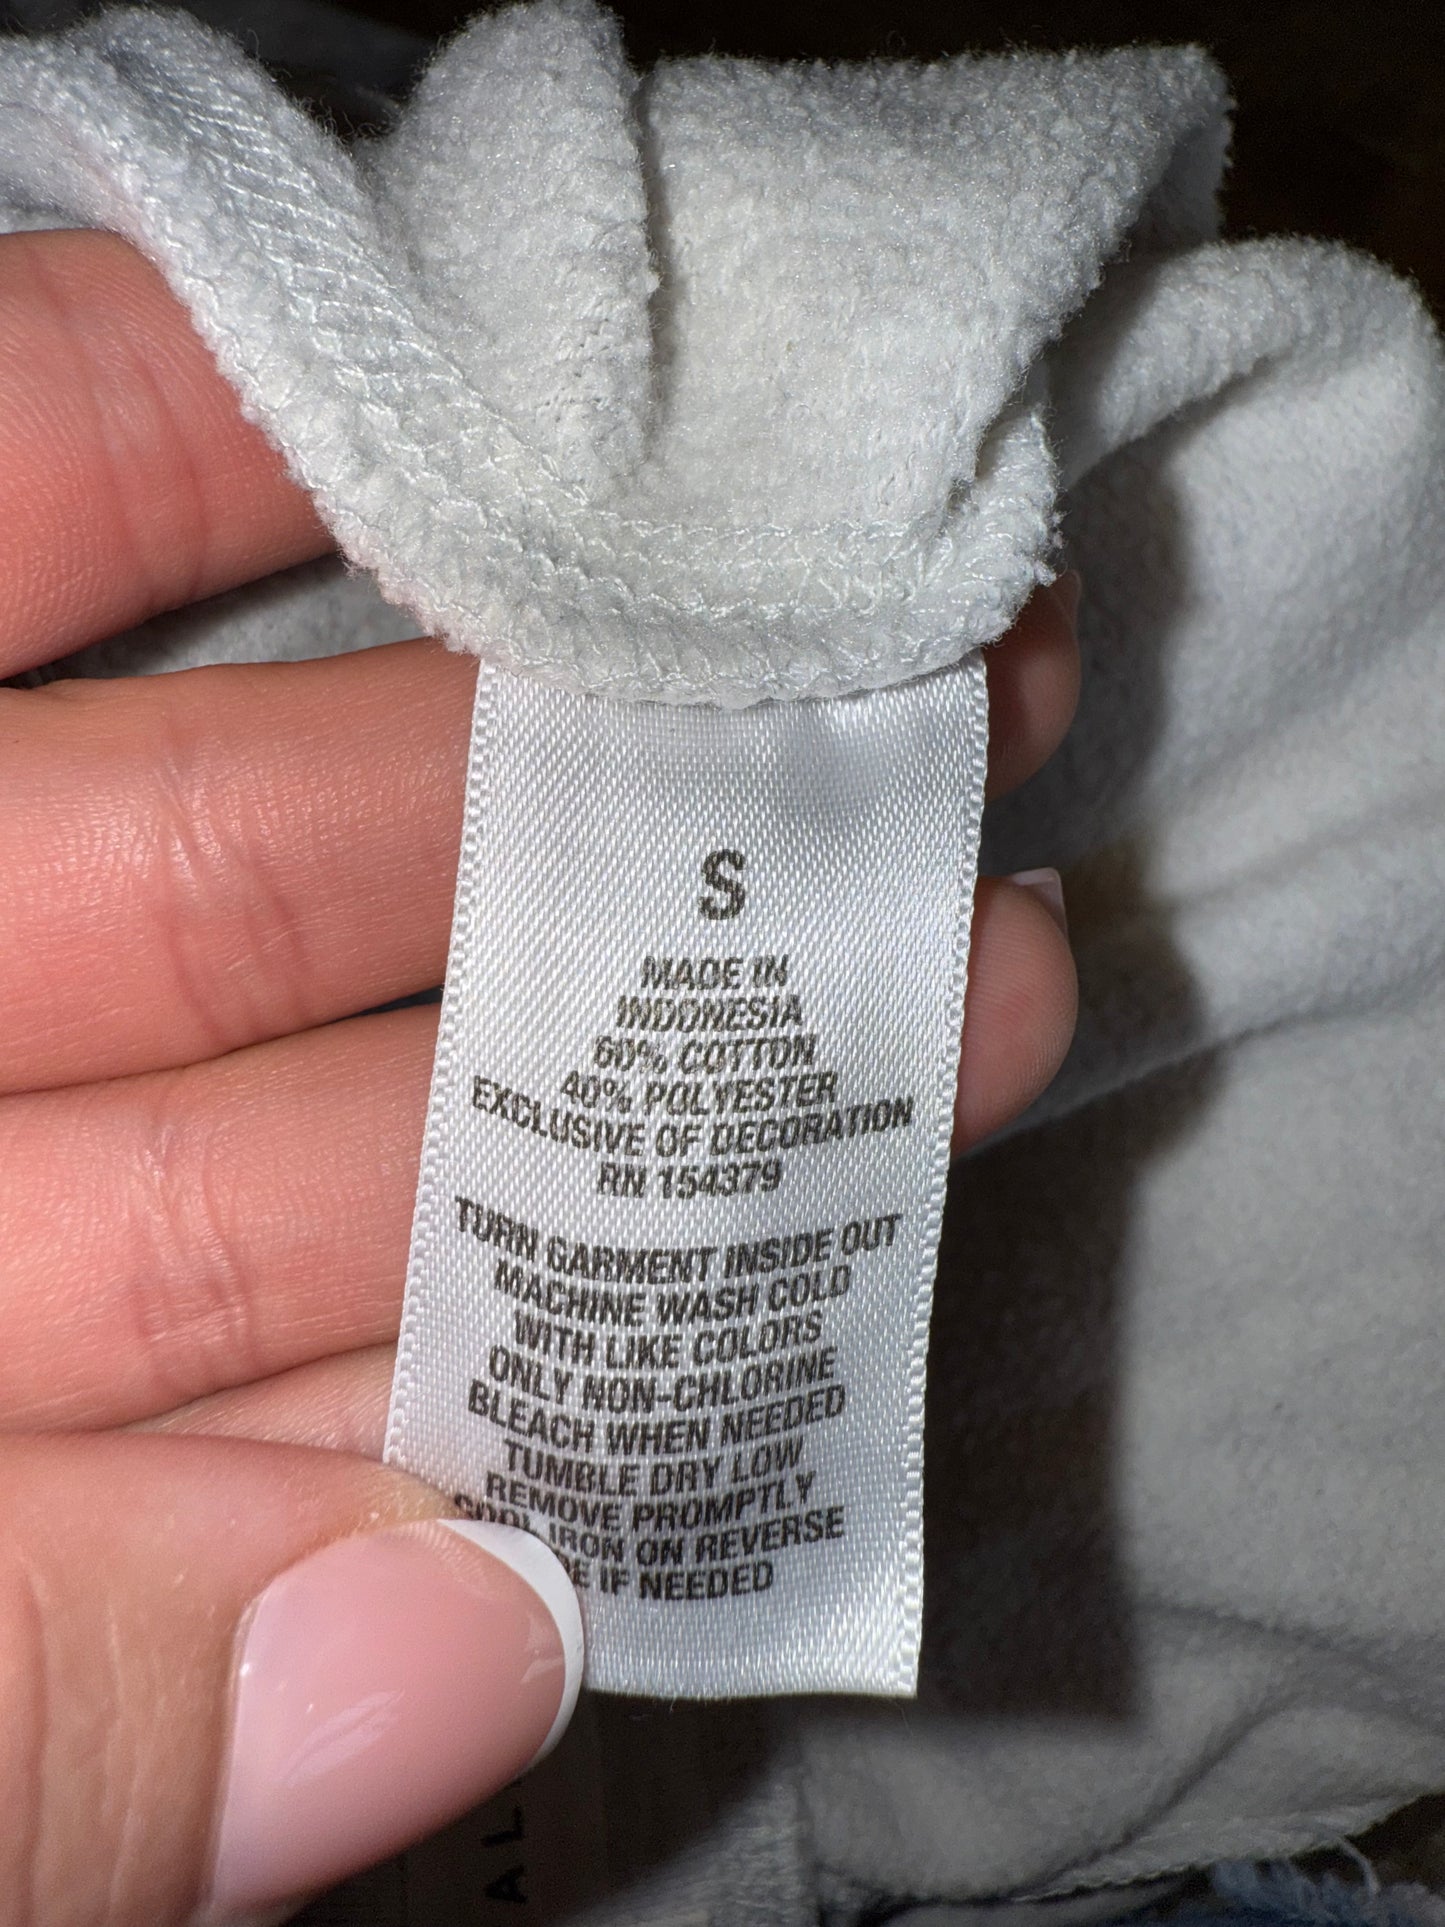 S
MADE IN
INDONESIA
60% COTTON
40% POLYESTER
EXCLUSIVE OF DECORATION
RN 154379
TURN GARMENT INSIDE OUT
MACHINE WASH COLD
WITH LIKE COLORS
ONLY NON-CHLORINE
BLEACH WHEN NEEDED
TUMBLE DRY LOW
REMOVE PROMPTLY
COOL IRON ON REVERSE
IF NEEDED